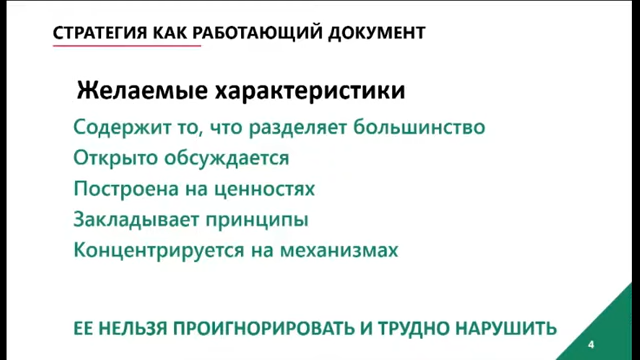 СТРАТЕГИЯ КАК РАБОТАЮЩИЙ ДОКУМЕНТ
Желаемые характеристики
Содержит то, что разделяет большинство
Открыто обсуждается
Построена на ценностях
Закладывает принципы
Концентрируется на механизмах
ЕЕ НЕЛЬЗЯ ПРОИГНОРИРОВАТЬ И ТРУДНО НАРУШИТЬ
4